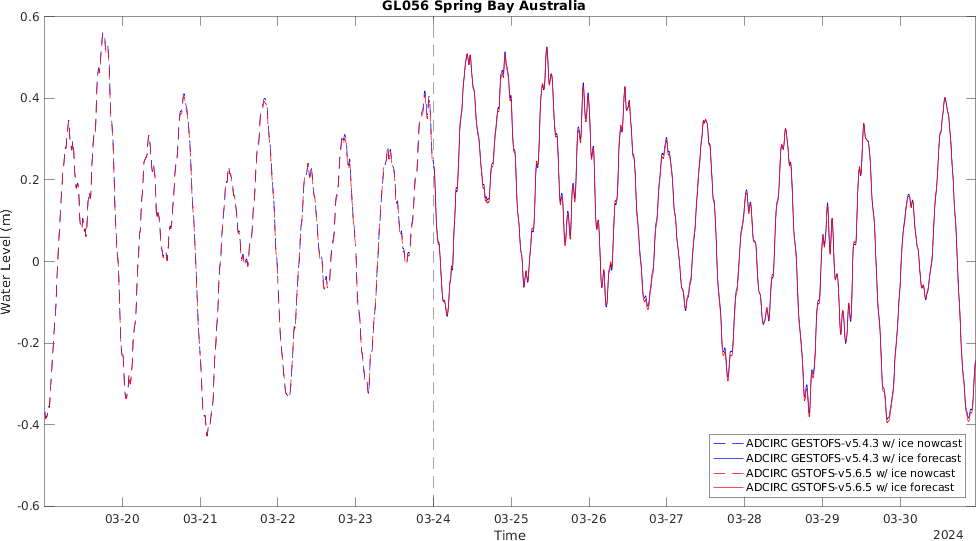 GL056 Spring Bay Australia
Water Level (m)
0.6
0.4
0.2
0
-0.2
-0.4
-0.6
ADCIRC GESTOFS-v5.4.3 w/ ice nowcast
ADCIRC GESTOFS-v5.4.3 w/ ice forecast
ADCIRC GSTOFS-v5.6.5 w/ ice nowcast
ADCIRC GSTOFS-v5.6.5 w/ ice forecast
03-20 03-21 03-22 03-23 03-24 03-25 03-26 03-27 03-28 03-29 03-30
Time
2024